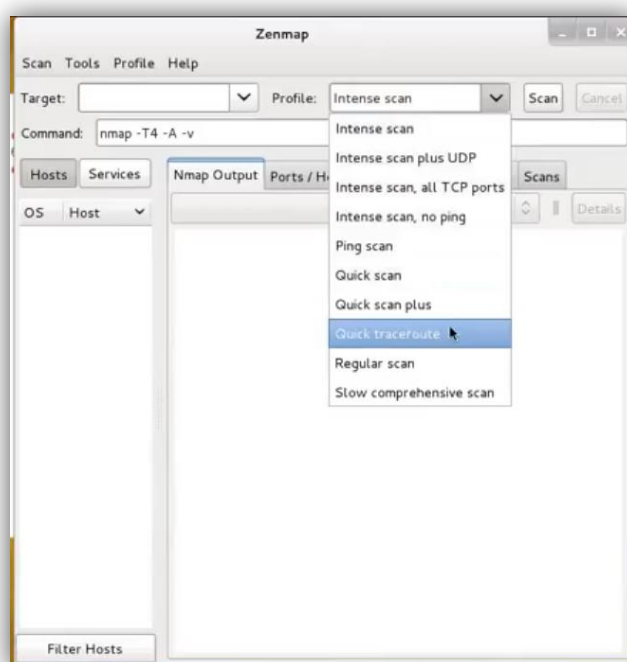 Zenmap
Scan Tools Profile Help
Target: Profile: Intense scan Scan Cancel
Command: nmap -T4 -A -v
Hosts Services Nmap Output Ports / H Scans
OS Host Details
Intense scan
Intense scan plus UDP
Intense scan, all TCP ports
Intense scan, no ping
Ping scan
Quick scan
Quick scan plus
Quick traceroute
Regular scan
Slow comprehensive scan
Filter Hosts